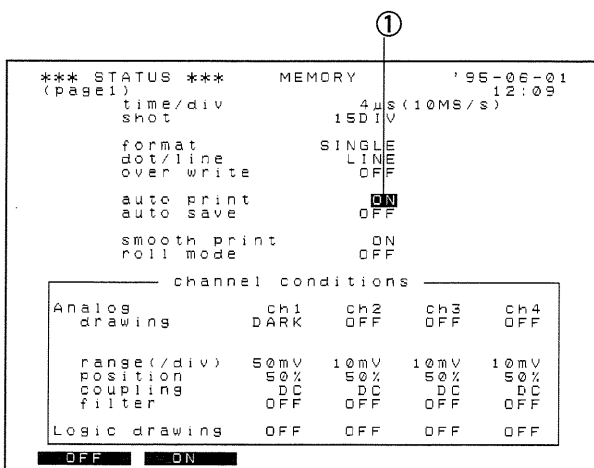 ①
*** STATUS *** MEMORY '95-06-01
(page1) 12:09
time/div 4μs(10MS/s)
shot 15DIV
format SINGLE
dot/line LINE
over write OFF
auto print ON
auto save OFF
smooth print ON
roll mode OFF
channel conditions
Analog ch1 ch2 ch3 ch4
drawing DARK OFF OFF OFF
range(/div) 50mV 10mV 10mV 10mV
position 50% 50% 50% 50%
coupling DC DC DC DC
filter OFF OFF OFF OFF
Logic drawing OFF OFF OFF OFF
OFF ON